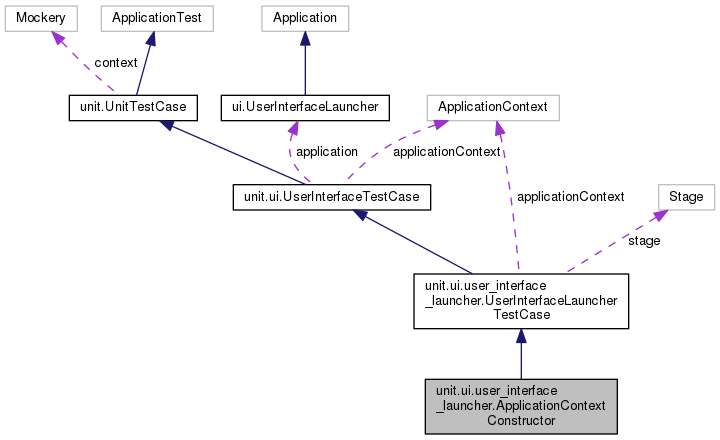 Mockery
ApplicationTest
Application
context
unit.UnitTestCase
ui.UserInterfaceLauncher
ApplicationContext
application
applicationContext
unit.ui.UserInterfaceTestCase
applicationContext
Stage
stage
unit.ui.user_interface
_launcher.UserInterfaceLauncher
TestCase
unit.ui.user_interface
_launcher.ApplicationContext
Constructor